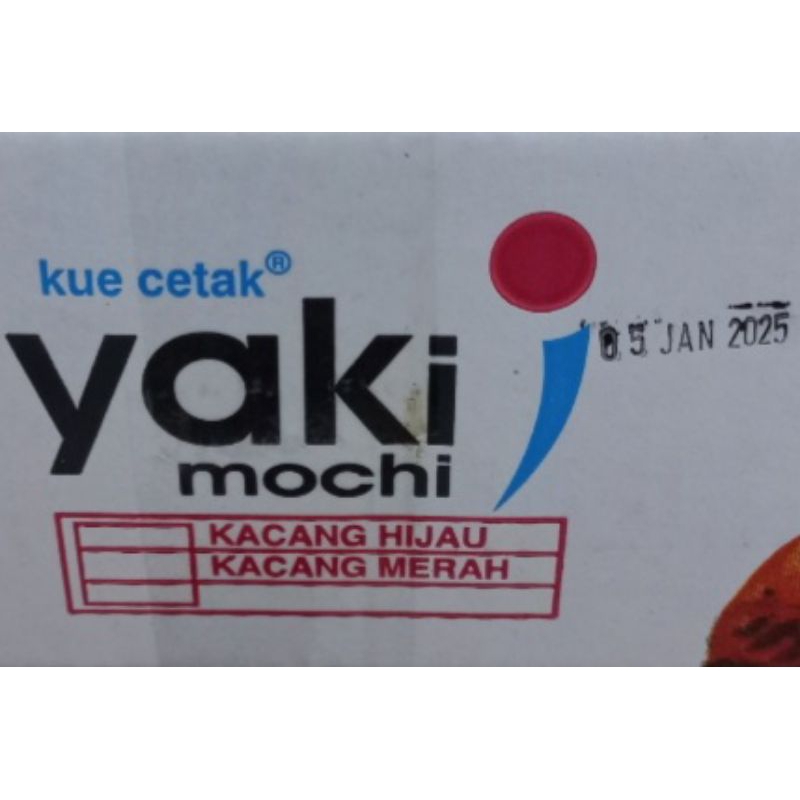 kue cetak®
yaki
mochi
05 JAN 2025
KACANG HIJAU
KACANG MERAH